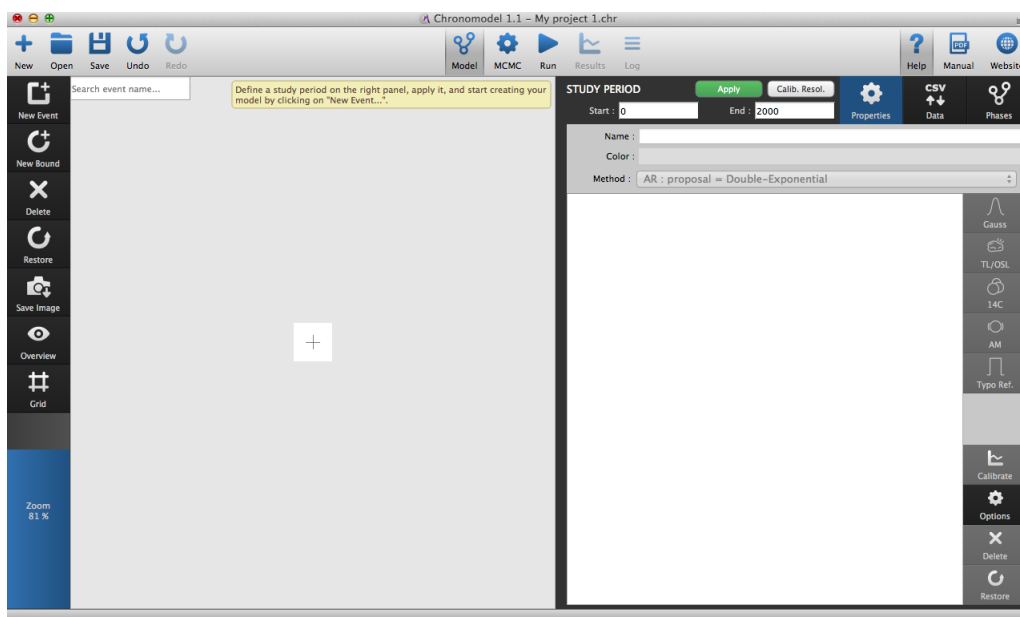 Chronomodel 1.1 – My project 1.chr
New
Open
Save
Undo
Redo
Model
MCMC
Run
Results
Log
Help
PDF
Manual
Websit
New Event
New Bound
Delete
Restore
Save Image
Overview
Grid
Zoom
81 %
Search event name...
Define a study period on the right panel, apply it, and start creating your
model by clicking on "New Event...".
STUDY PERIOD
Apply
Calib. Resol.
Start : 0
End : 2000
Properties
CSV
Data
Phases
Name :
Color :
Method : AR : proposal = Double-Exponential
Gauss
TL/OSL
14C
AM
Typo Ref.
Calibrate
Options
Delete
Restore